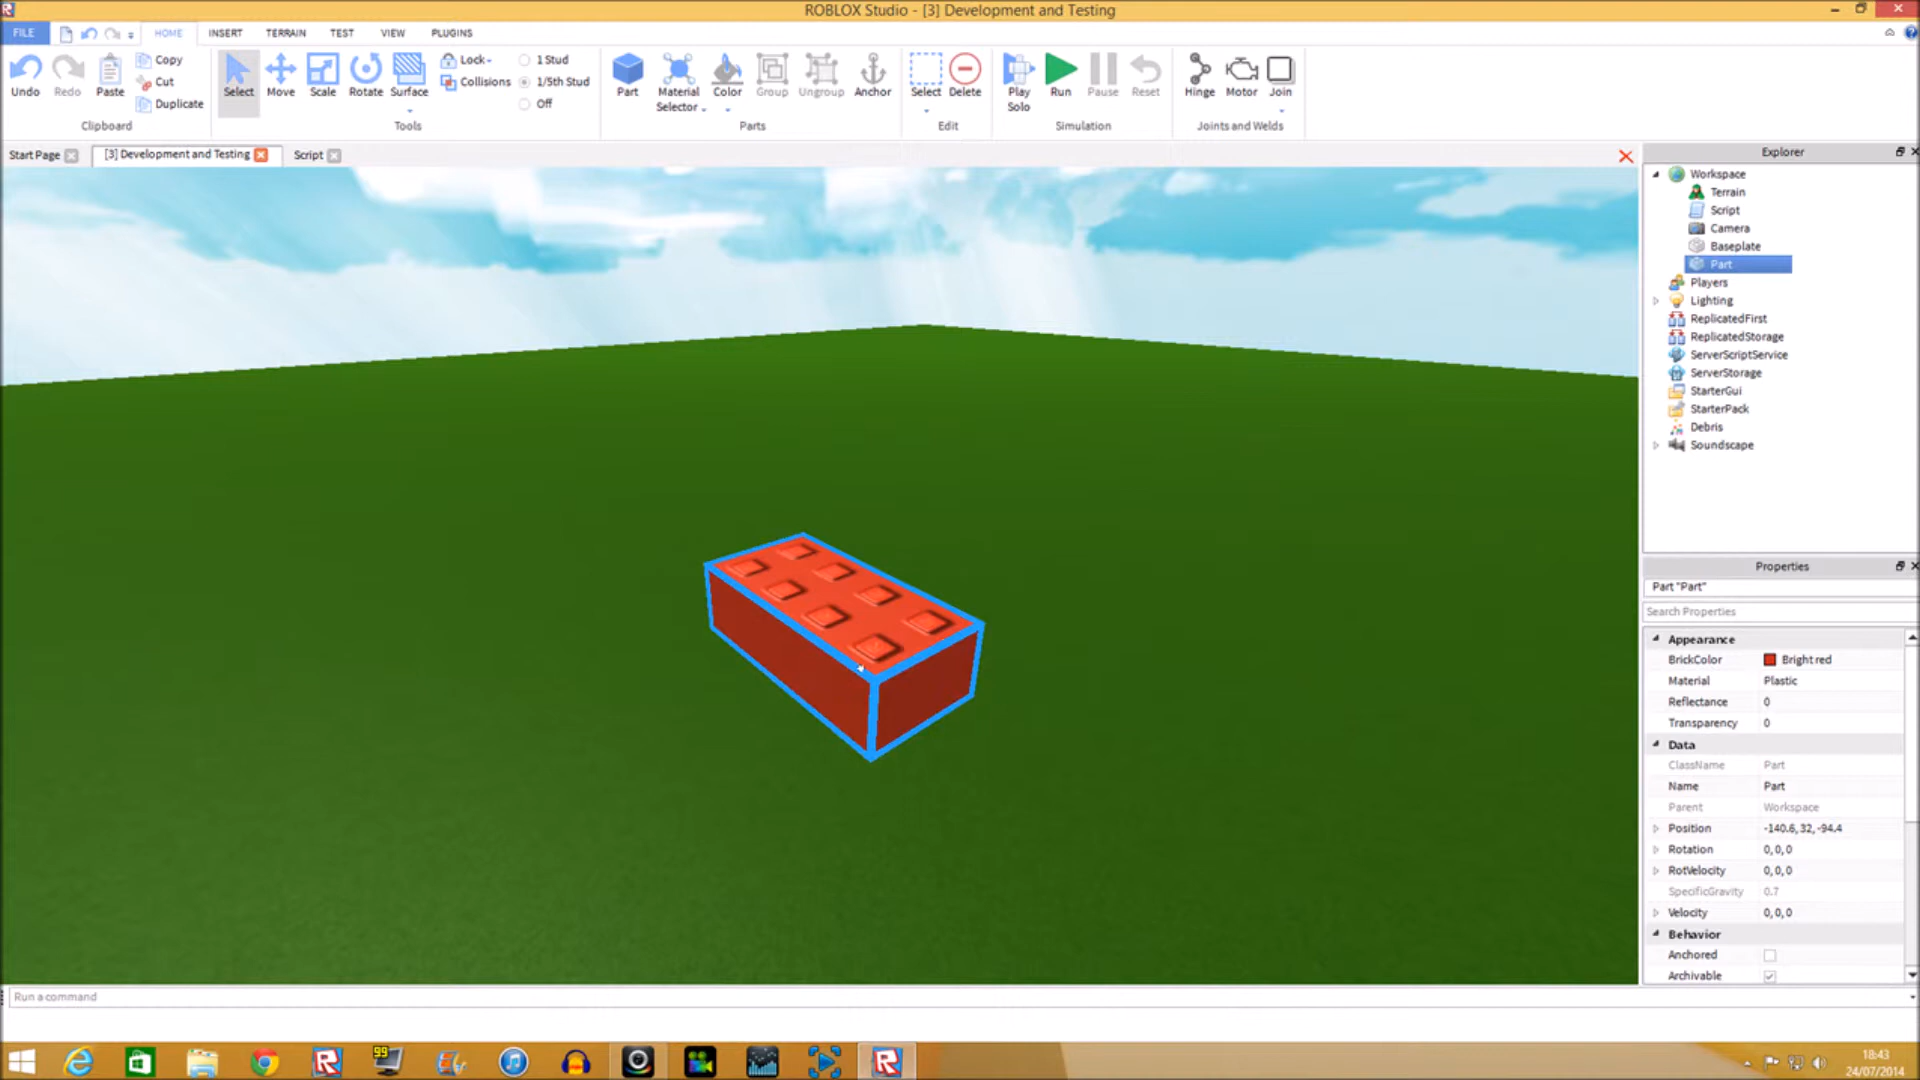 ROBLOX Studio - [3] Development and Testing
FILE HOME INSERT TERRAIN TEST VIEW PLUGINS
Undo Redo Paste Copy Cut Duplicate
Clipboard
Select Move Scale Rotate Surface Lock Collisions 1 Stud 1/5th Stud Off
Tools
Part Material Selector Color Group Ungroup Anchor
Parts
Select Delete
Edit
Play Solo Run Pause Reset
Simulation
Hinge Motor Join
Joints and Welds
Start Page [3] Development and Testing Script
Explorer
Workspace
Terrain
Script
Camera
Baseplate
Part
Players
Lighting
ReplicatedFirst
ReplicatedStorage
ServerScriptService
ServerStorage
StarterGui
StarterPack
Debris
Soundscape
Properties
Part "Part"
Search Properties
Appearance
BrickColor Bright red
Material Plastic
Reflectance 0
Transparency 0
Data
ClassName Part
Name Part
Parent Workspace
Position -140.6, 32, -94.4
Rotation 0, 0, 0
RotVelocity 0, 0, 0
SpecificGravity 0.7
Velocity 0, 0, 0
Behavior
Anchored
Archivable
Run a command
99
18:43
24/07/2014